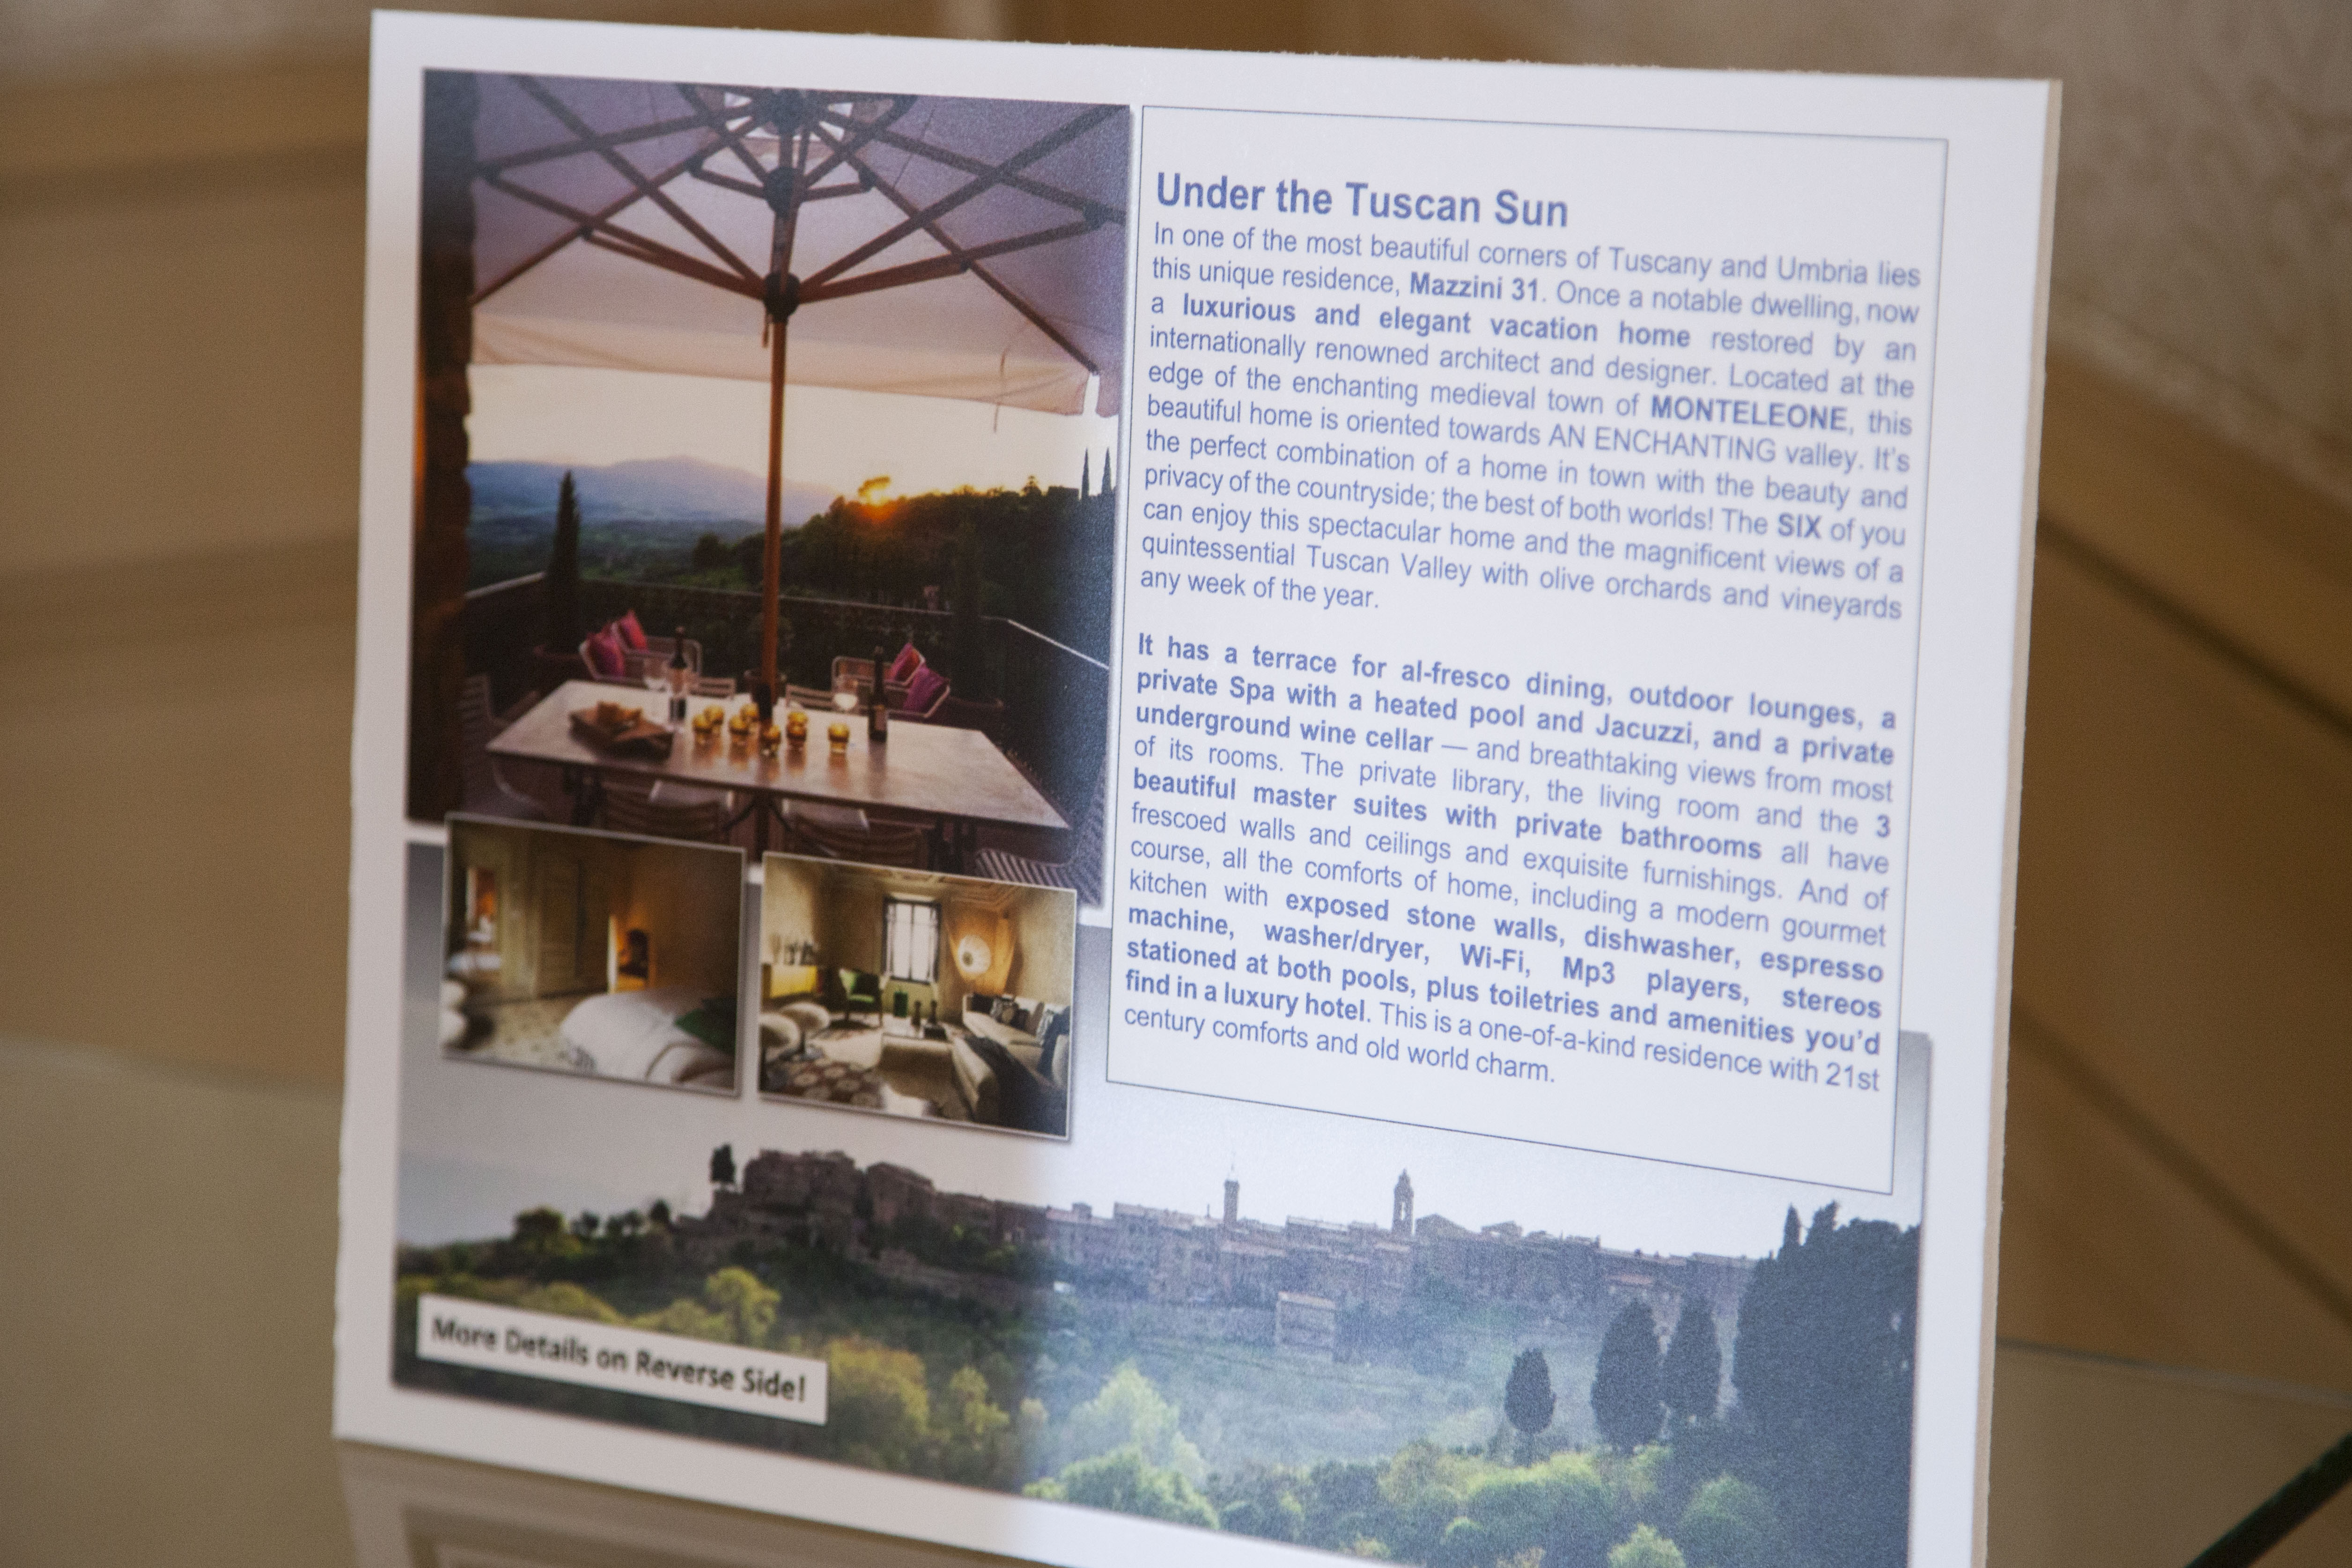 Under the Tuscan Sun
In one of the most beautiful corners of Tuscany and Umbria lies
this unique residence, Mazzini 31. Once a notable dwelling, now
a luxurious and elegant vacation home restored by an
internationally renowned architect and designer. Located at the
edge of the enchanting medieval town of MONTELEONE, this
beautiful home is oriented towards AN ENCHANTING valley. It's
the perfect combination of a home in town with the beauty and
privacy of the countryside; the best of both worlds! The SIX of you
can enjoy this spectacular home and the magnificent views of a
quintessential Tuscan Valley with olive orchards and vineyards
any week of the year.
It has a terrace for al-fresco dining, outdoor lounges, a
private Spa with a heated pool and Jacuzzi, and a private
underground wine cellar — and breathtaking views from most
of its rooms. The private library, the living room and the 3
beautiful master suites with private bathrooms all have
frescoed walls and ceilings and exquisite furnishings. And of
course, all the comforts of home, including a modern gourmet
kitchen with exposed stone walls, dishwasher, espresso
machine, washer/dryer, Wi-Fi, Mp3 players, stereos
stationed at both pools, plus toiletries and amenities you'd
find in a luxury hotel. This is a one-of-a-kind residence with 21st
century comforts and old world charm.
More Details on Reverse Side!